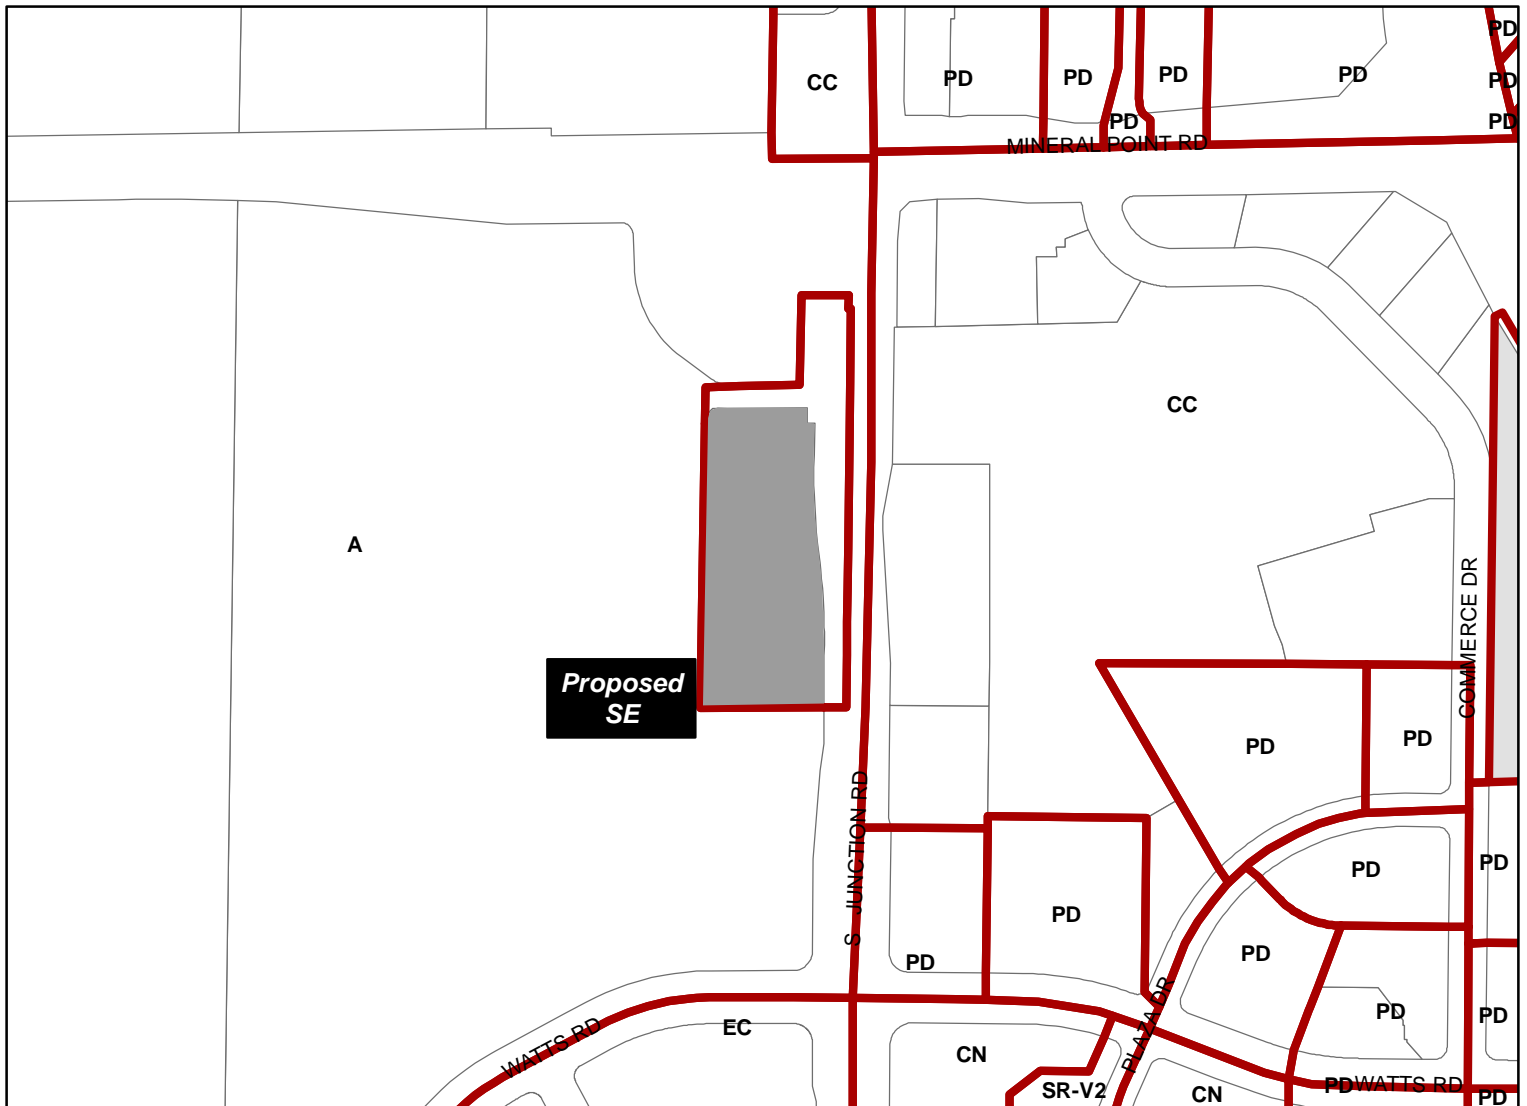 PD
CC
PD
PD
PD
PD
PD
PD
PD
MINERAL POINT RD
CC
A
COMMERCE DR
Proposed
SE
PD
PD
S JUNCTION RD
PD
PD
PD
PD
PD
PD
PLAZA DR
PD
WATTS RD
EC
CN
SR-V2
CN
PD
WATTS RD
PD